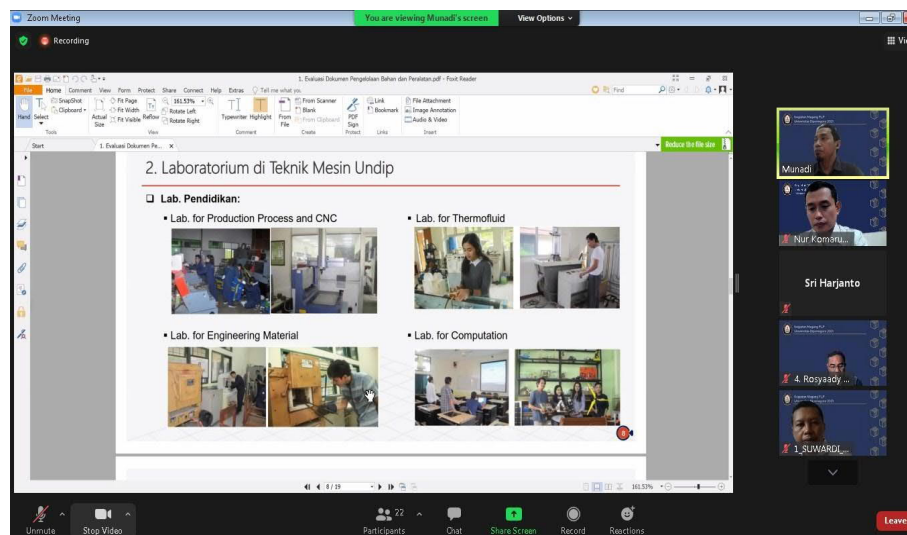 Zoom Meeting
You are viewing Munadi's screen
View Options
Recording
1. Evaluasi Dokumen Pengelolaan Bahan dan Peralatan.pdf - Foxit Reader
File Home Comment View Form Protect Share Connect Help Extras Tell me what you
Find
Hand
Select
SnapShot
Clipboard
Actual Size
Fit Page
Fit Width
Fit Visible
Reflow
161.53%
Rotate Left
Rotate Right
Typewriter
Highlight
From File
From Scanner
Blank
From Clipboard
PDF Sign
Link
Bookmark
File Attachment
Image Annotation
Audio & Video
Tools
View
Comment
Create
Protect
Links
Insert
Start
1. Evaluasi Dokumen Pe...
Reduce the file size
2. Laboratorium di Teknik Mesin Undip
Lab. Pendidikan:
▪ Lab. for Production Process and CNC
▪ Lab. for Thermofluid
▪ Lab. for Engineering Material
▪ Lab. for Computation
8
8 / 19
161.53%
Munadi
Nur Komaru...
Sri Harjanto
4. Rosyaady ...
1_SUWARDI_...
Unmute
Stop Video
22
Participants
Chat
Share Screen
Record
Reactions
Leave